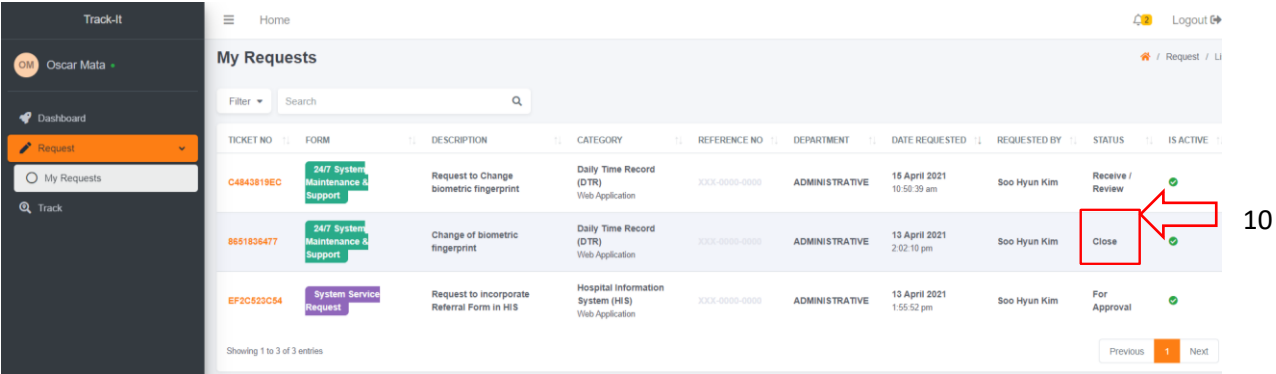 Track-It
Home
2
Logout
OM
Oscar Mata
My Requests
/ Request / Li
Filter
Search
Dashboard
Request
My Requests
Track
TICKET NO FORM DESCRIPTION CATEGORY REFERENCE NO DEPARTMENT DATE REQUESTED REQUESTED BY STATUS IS ACTIVE
C4843819EC
24/7 System
Maintenance &
Support
Request to Change
biometric fingerprint
Daily Time Record
(DTR)
Web Application
XXX-0000-0000
ADMINISTRATIVE
15 April 2021
10:50:39 am
Soo Hyun Kim
Receive /
Review
8651836477
24/7 System
Maintenance &
Support
Change of biometric
fingerprint
Daily Time Record
(DTR)
Web Application
XXX-0000-0000
ADMINISTRATIVE
13 April 2021
2:02:10 pm
Soo Hyun Kim
Close
10
EF2C523C54
System Service
Request
Request to incorporate
Referral Form in HIS
Hospital Information
System (HIS)
Web Application
XXX-0000-0000
ADMINISTRATIVE
13 April 2021
1:55:52 pm
Soo Hyun Kim
For
Approval
Showing 1 to 3 of 3 entries
Previous 1 Next